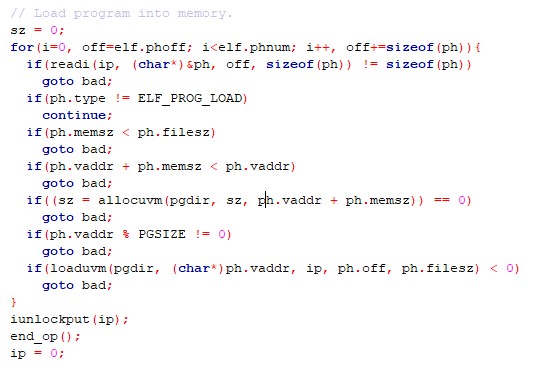 // Load program into memory.
sz = 0;
for(i=0, off=elf.phoff; i<elf.phnum; i++, off+=sizeof(ph)){
  if(readi(ip, (char*)&ph, off, sizeof(ph)) != sizeof(ph))
    goto bad;
  if(ph.type != ELF_PROG_LOAD)
    continue;
  if(ph.memsz < ph.filesz)
    goto bad;
  if(ph.vaddr + ph.memsz < ph.vaddr)
    goto bad;
  if((sz = allocuvm(pgdir, sz, ph.vaddr + ph.memsz)) == 0)
    goto bad;
  if(ph.vaddr % PGSIZE != 0)
    goto bad;
  if(loaduvm(pgdir, (char*)ph.vaddr, ip, ph.off, ph.filesz) < 0)
    goto bad;
}
iunlockput(ip);
end_op();
ip = 0;